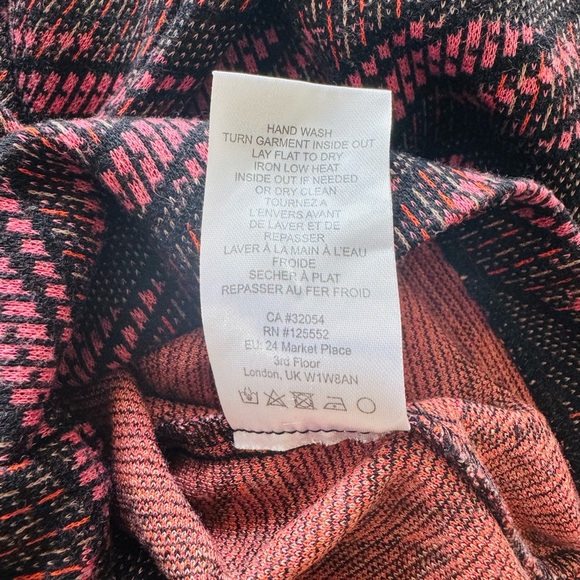 HAND WASH
TURN GARMENT INSIDE OUT
LAY FLAT TO DRY
IRON LOW HEAT
INSIDE OUT IF NEEDED
OR DRY CLEAN
TOURNEZ A
L'ENVERS AVANT
DE LAVER ET DE
REPASSER
LAVER À LA MAIN À L'EAU
FROIDE
SECHER À PLAT
REPASSER AU FER FROID
CA #32054
RN #125552
EU: 24 Market Place
3rd Floor
London, UK W1W8AN